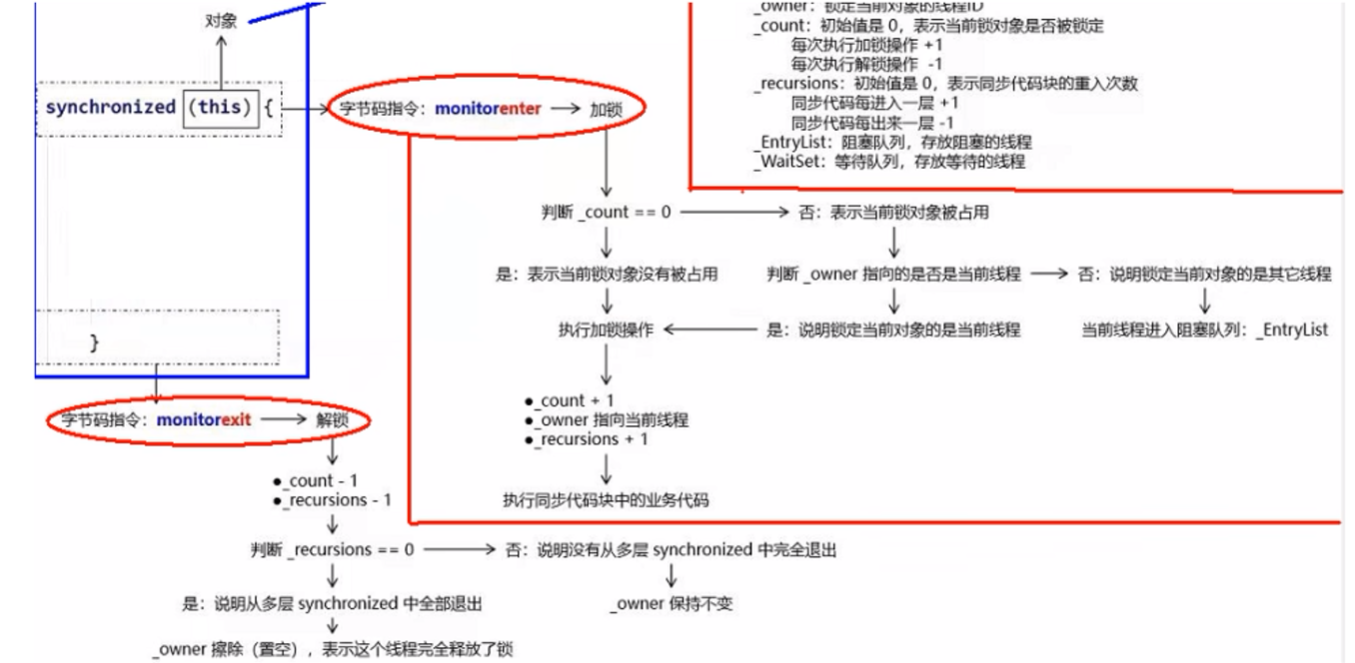 对象
_owner：锁定当前对象的线程ID
_count：初始值是 0，表示当前锁对象是否被锁定
每次执行加锁操作 +1
每次执行解锁操作 -1
_recursions：初始值是 0，表示同步代码块的重入次数
同步代码每进入一层 +1
同步代码每出来一层 -1
_EntryList：阻塞队列，存放阻塞的线程
_WaitSet：等待队列，存放等待的线程
synchronized (this) {
字节码指令：monitorenter
加锁
判断 _count == 0
否：表示当前锁对象被占用
是：表示当前锁对象没有被占用
判断 _owner 指向的是否是当前线程
否：说明锁定当前对象的是其它线程
执行加锁操作
是：说明锁定当前对象的是当前线程
当前线程进入阻塞队列：_EntryList
}
●_count + 1
●_owner 指向当前线程
●_recursions + 1
执行同步代码块中的业务代码
字节码指令：monitorexit
解锁
●_count - 1
●_recursions - 1
判断 _recursions == 0
否：说明没有从多层 synchronized 中完全退出
是：说明从多层 synchronized 中全部退出
_owner 保持不变
_owner 擦除（置空），表示这个线程完全释放了锁